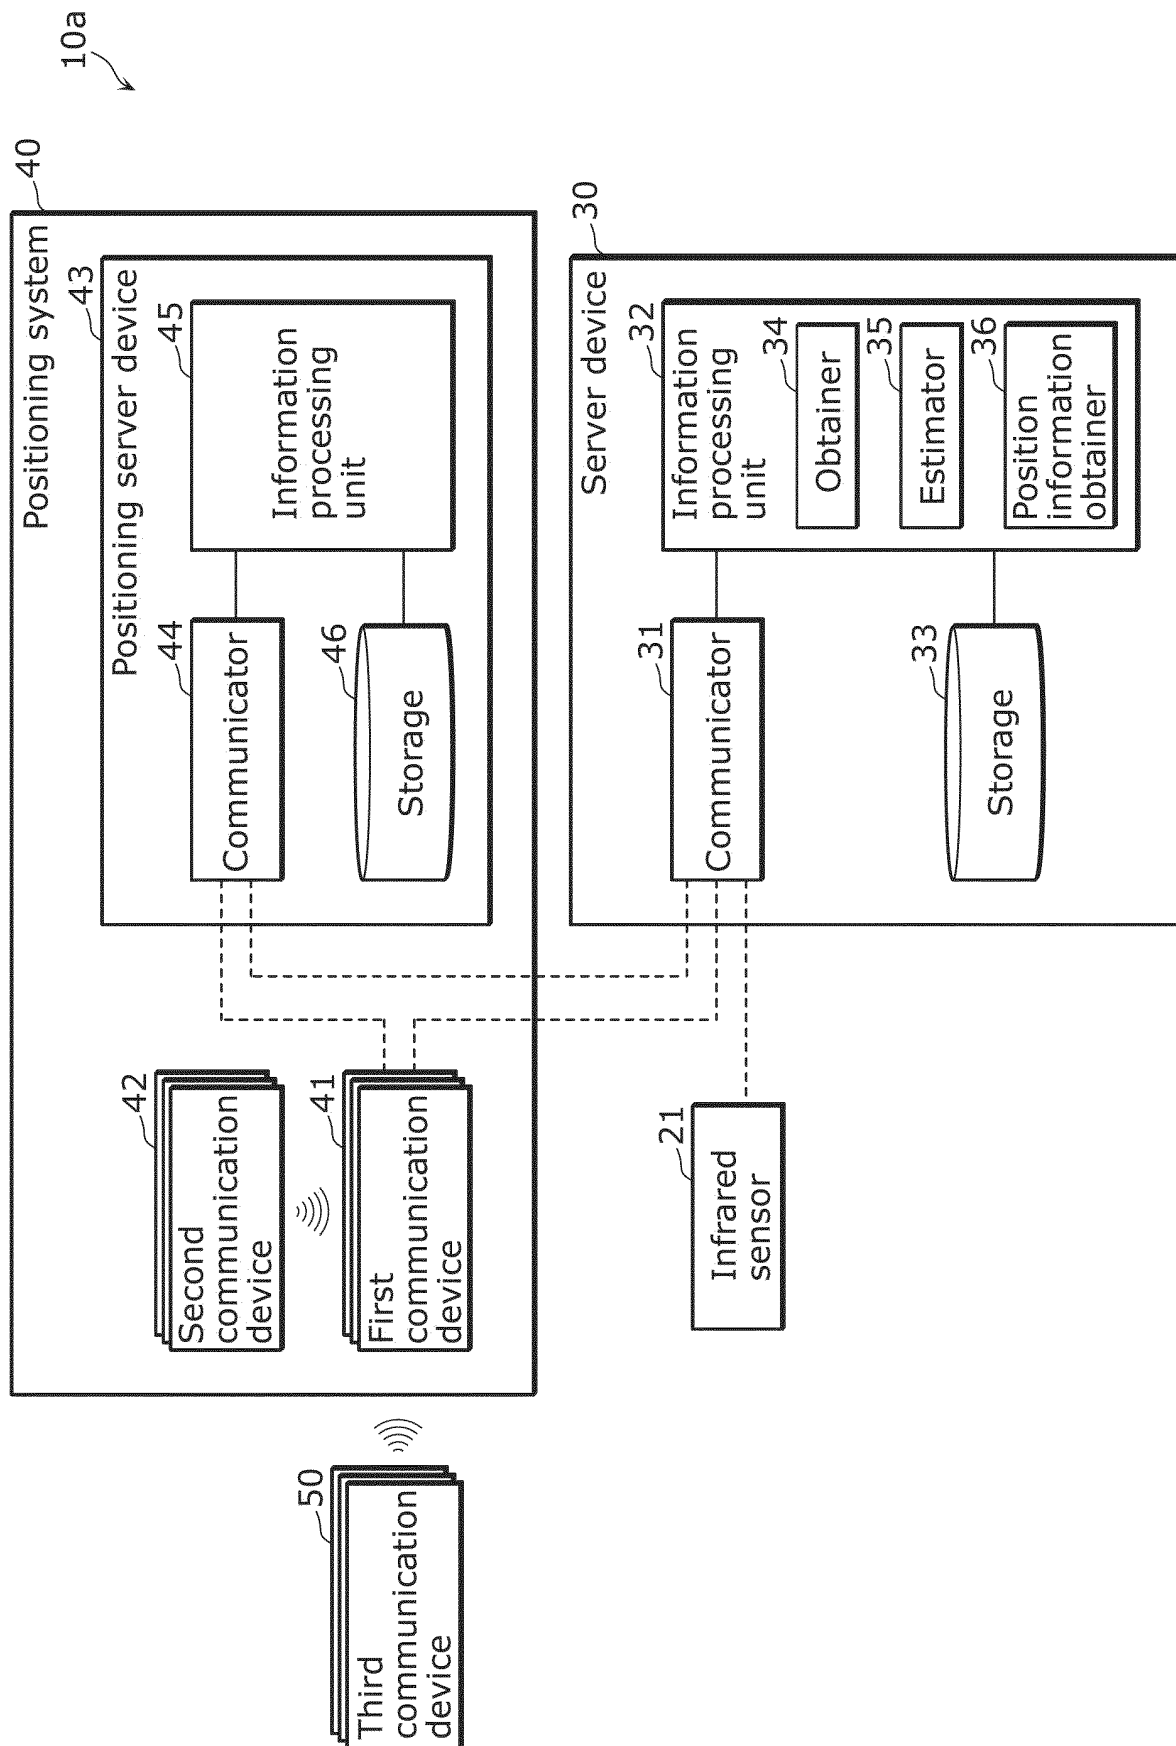 10a
40
Positioning system
43
Positioning server device
42
Second
communication
device
44
Communicator
45
Information
processing
unit
46
Storage
50
Third
communication
device
41
First
communication
device
30
Server device
21
Infrared
sensor
31
Communicator
32
Information
processing
unit
34
Obtainer
35
Estimator
36
Position
information
obtainer
33
Storage